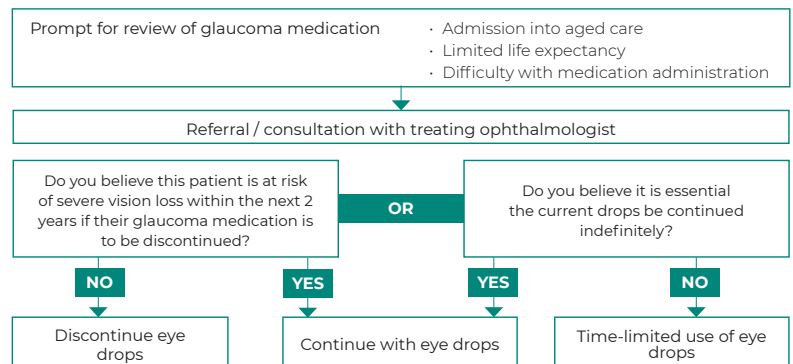 Prompt for review of glaucoma medication
· Admission into aged care
· Limited life expectancy
· Difficulty with medication administration
Referral / consultation with treating ophthalmologist
Do you believe this patient is at risk
of severe vision loss within the next 2
years if their glaucoma medication is
to be discontinued?
OR
Do you believe it is essential
the current drops be continued
indefinitely?
NO
YES
YES
NO
Discontinue eye
drops
Continue with eye drops
Time-limited use of eye
drops